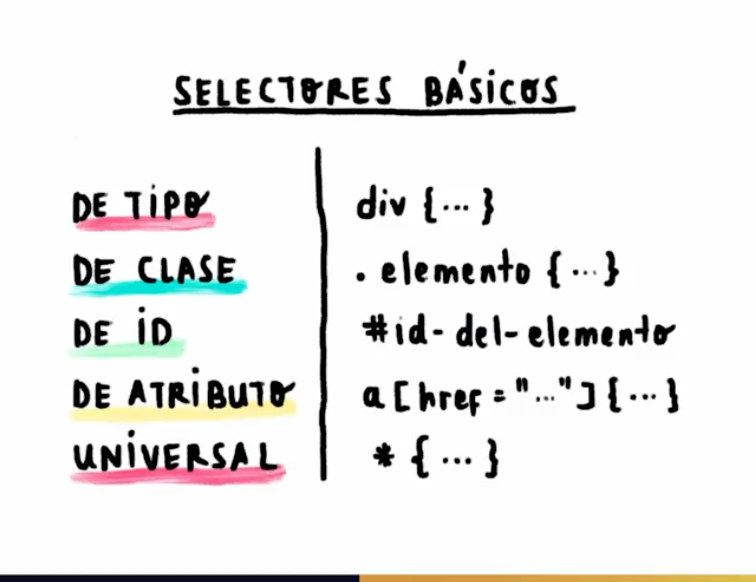 SELECTORES BÁSICOS
DE TIPO div {...}
DE CLASE .elemento {...}
DE ID #id-del-elemento
DE ATRIBUTO a[href="..."]{...}
UNIVERSAL *{...}